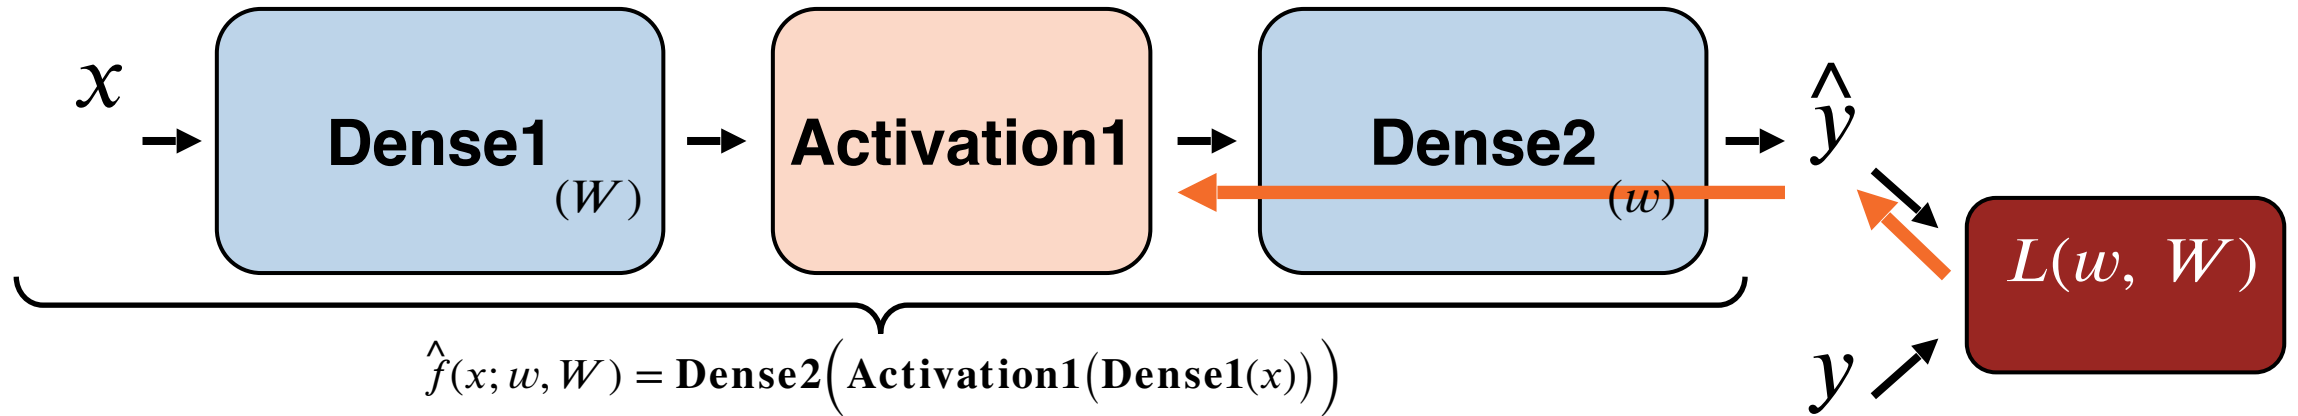 x
Dense1
(W)
Activation1
Dense2
(w)
ŷ
L(w, W)
y
f̂(x; w, W) = Dense2(Activation1(Dense1(x)))